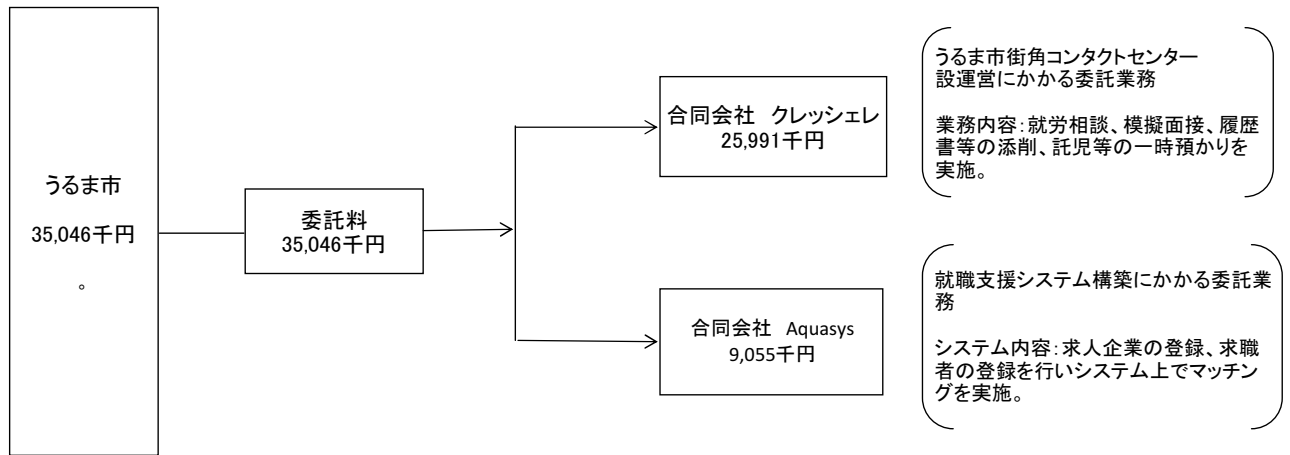 うるま市
35,046千円
。
委託料
35,046千円
合同会社　クレッシェレ
25,991千円
うるま市街角コンタクトセンター
設運営にかかる委託業務
業務内容：就労相談、模擬面接、履歴
書等の添削、託児等の一時預かりを
実施。
合同会社　Aquasys
9,055千円
就職支援システム構築にかかる委託業
務
システム内容：求人企業の登録、求職
者の登録を行いシステム上でマッチン
グを実施。